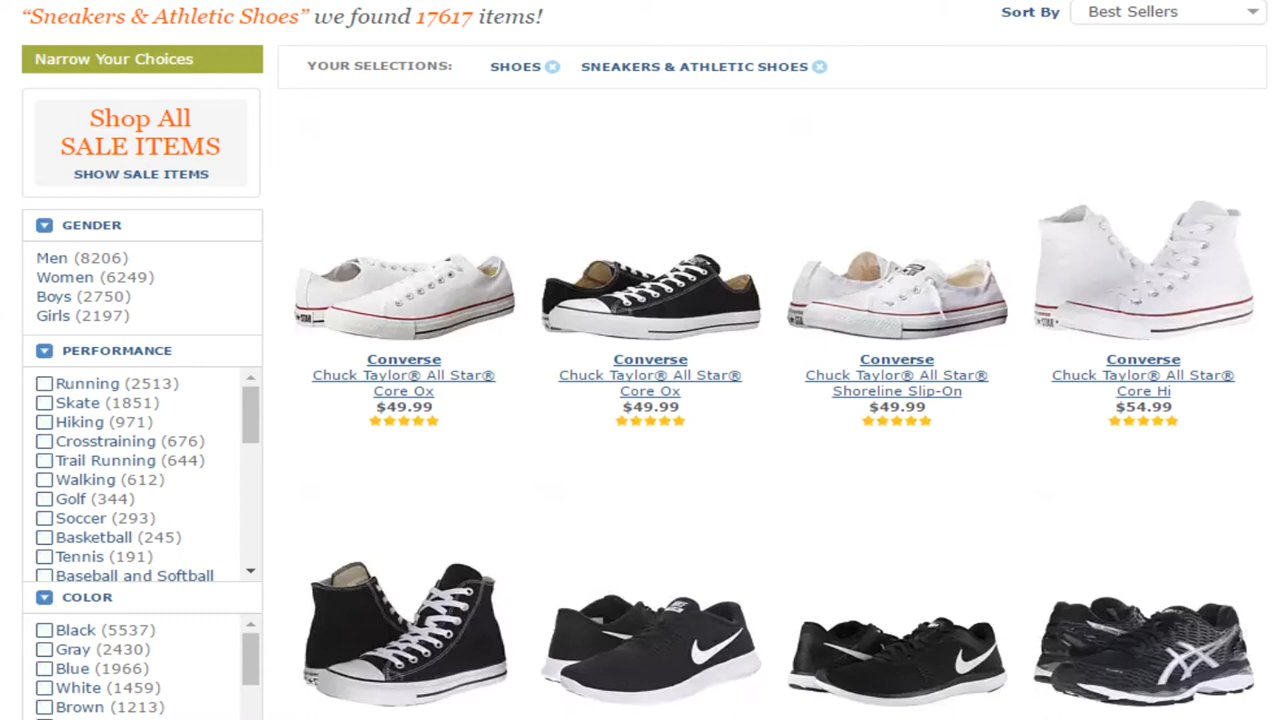 “Sneakers & Athletic Shoes” we found 17617 items!
Sort By Best Sellers
Narrow Your Choices
YOUR SELECTIONS: SHOES SNEAKERS & ATHLETIC SHOES
Shop All
SALE ITEMS
SHOW SALE ITEMS
GENDER
Men (8206)
Women (6249)
Boys (2750)
Girls (2197)
PERFORMANCE
Running (2513)
Skate (1851)
Hiking (971)
Crosstraining (676)
Trail Running (644)
Walking (612)
Golf (344)
Soccer (293)
Basketball (245)
Tennis (191)
Baseball and Softball
COLOR
Black (5537)
Gray (2430)
Blue (1966)
White (1459)
Brown (1213)
Converse
Chuck Taylor® All Star®
Core Ox
$49.99
Converse
Chuck Taylor® All Star®
Core Ox
$49.99
Converse
Chuck Taylor® All Star®
Shoreline Slip-On
$49.99
Converse
Chuck Taylor® All Star®
Core Hi
$54.99